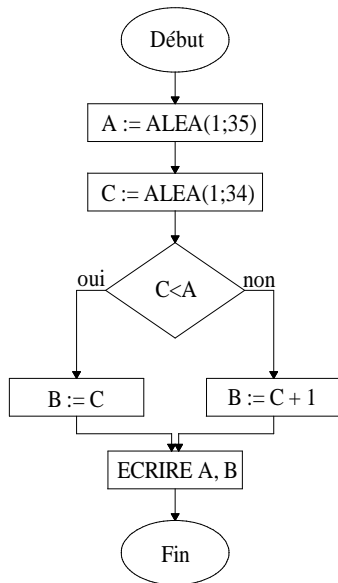 Début
A := ALEA(1;35)
C := ALEA(1;34)
oui
C<A
non
B := C
B := C + 1
ECRIRE A, B
Fin